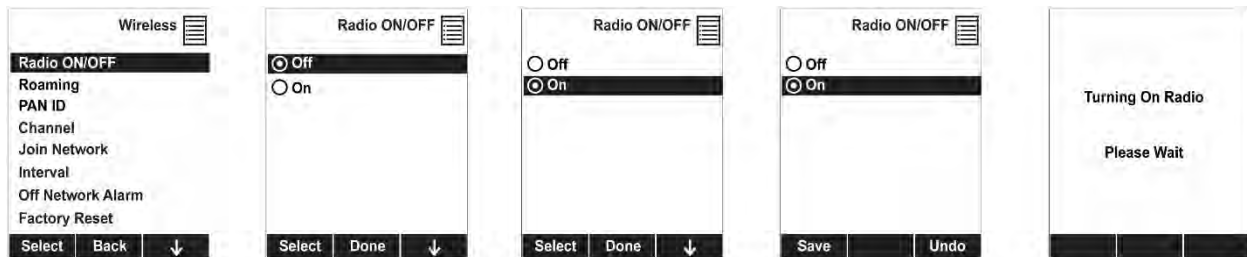 Wireless
Radio ON/OFF
Roaming
PAN ID
Channel
Join Network
Interval
Off Network Alarm
Factory Reset
Select Back ↓
Radio ON/OFF
Off
On
Select Done ↓
Radio ON/OFF
Off
On
Select Done ↓
Radio ON/OFF
Off
On
Save Undo
Turning On Radio
Please Wait